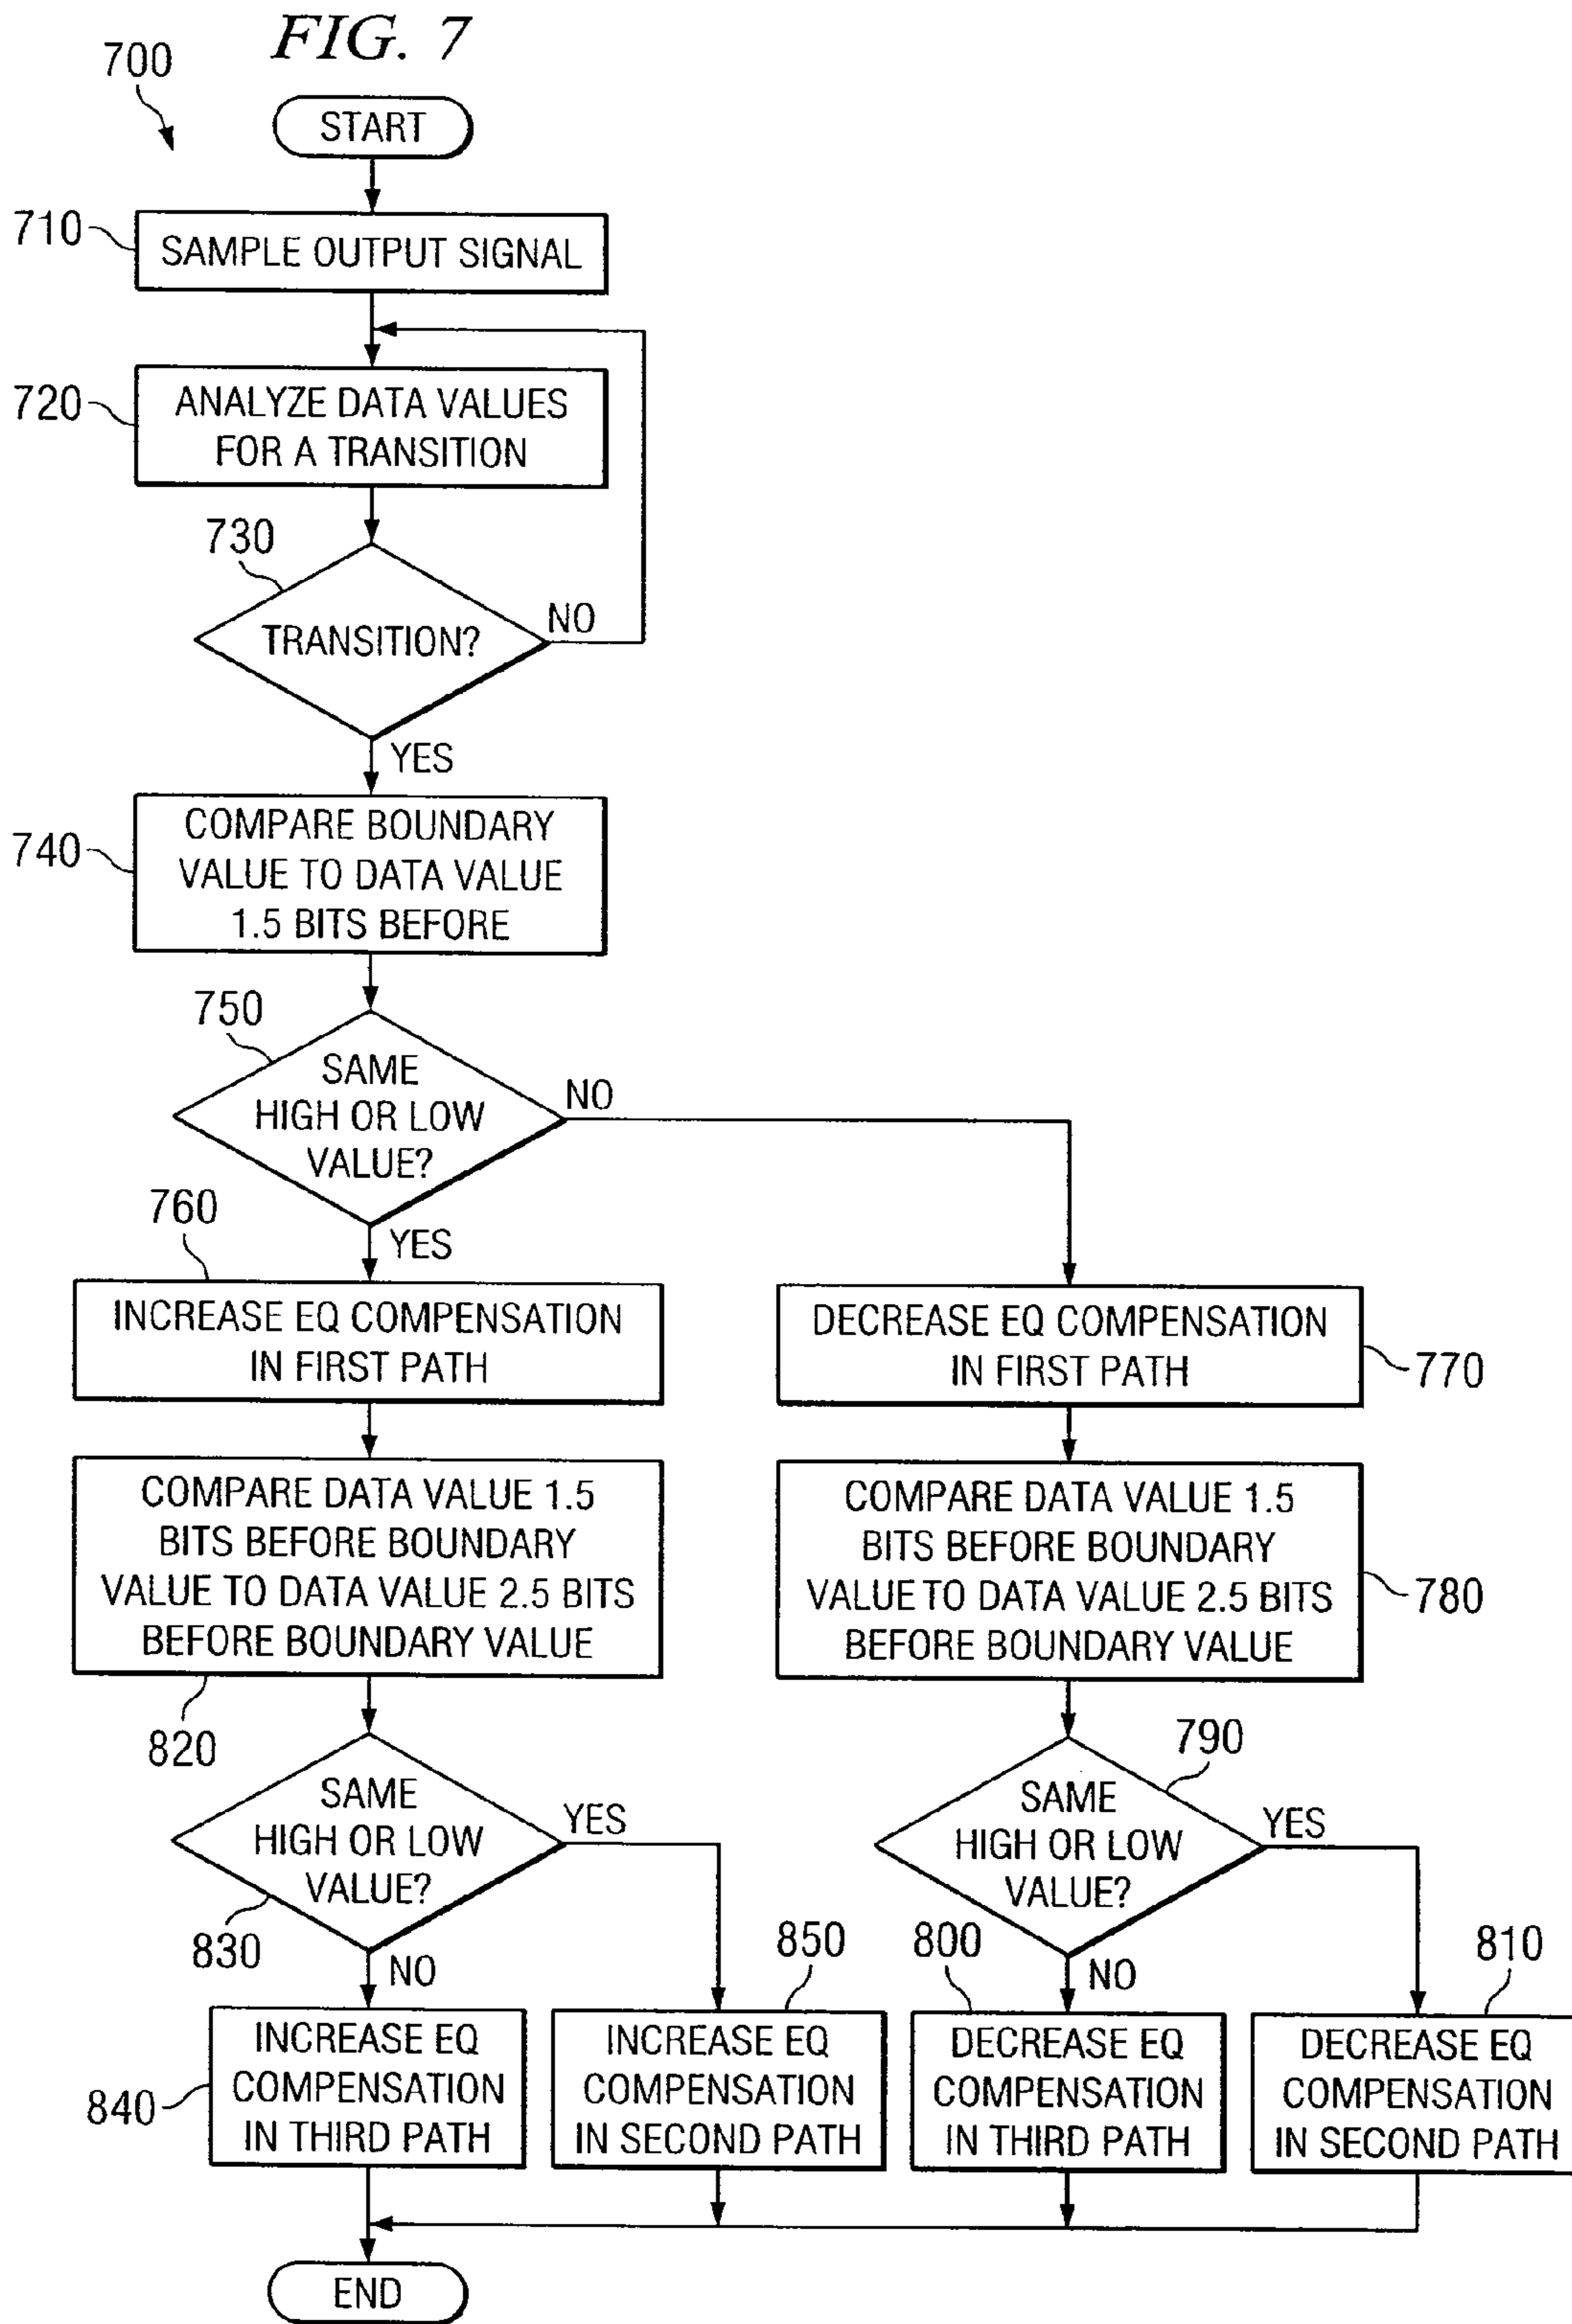 FIG. 7
700
START
710
SAMPLE OUTPUT SIGNAL
720
ANALYZE DATA VALUES
FOR A TRANSITION
730
TRANSITION?
NO
YES
740
COMPARE BOUNDARY
VALUE TO DATA VALUE
1.5 BITS BEFORE
750
SAME
HIGH OR LOW
VALUE?
NO
YES
760
INCREASE EQ COMPENSATION
IN FIRST PATH
DECREASE EQ COMPENSATION
IN FIRST PATH
770
COMPARE DATA VALUE 1.5
BITS BEFORE BOUNDARY
VALUE TO DATA VALUE 2.5 BITS
BEFORE BOUNDARY VALUE
820
COMPARE DATA VALUE 1.5
BITS BEFORE BOUNDARY
VALUE TO DATA VALUE 2.5 BITS
BEFORE BOUNDARY VALUE
780
SAME
HIGH OR LOW
VALUE?
830
YES
NO
790
SAME
HIGH OR LOW
VALUE?
YES
NO
840
INCREASE EQ
COMPENSATION
IN THIRD PATH
850
INCREASE EQ
COMPENSATION
IN SECOND PATH
800
DECREASE EQ
COMPENSATION
IN THIRD PATH
810
DECREASE EQ
COMPENSATION
IN SECOND PATH
END